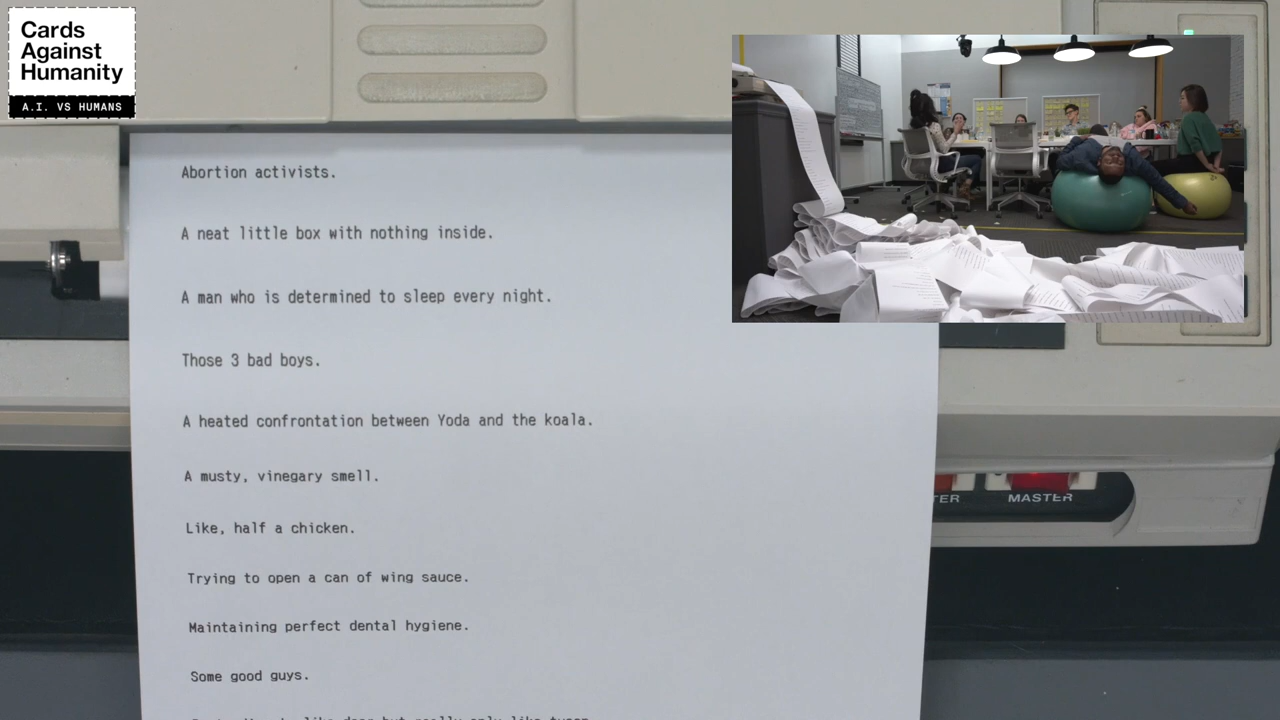 Cards
Against
Humanity
A.I. VS HUMANS
Abortion activists.
A neat little box with nothing inside.
A man who is determined to sleep every night.
Those 3 bad boys.
A heated confrontation between Yoda and the koala.
A musty, vinegary smell.
Like, half a chicken.
Trying to open a can of wing sauce.
Maintaining perfect dental hygiene.
Some good guys.
MASTER